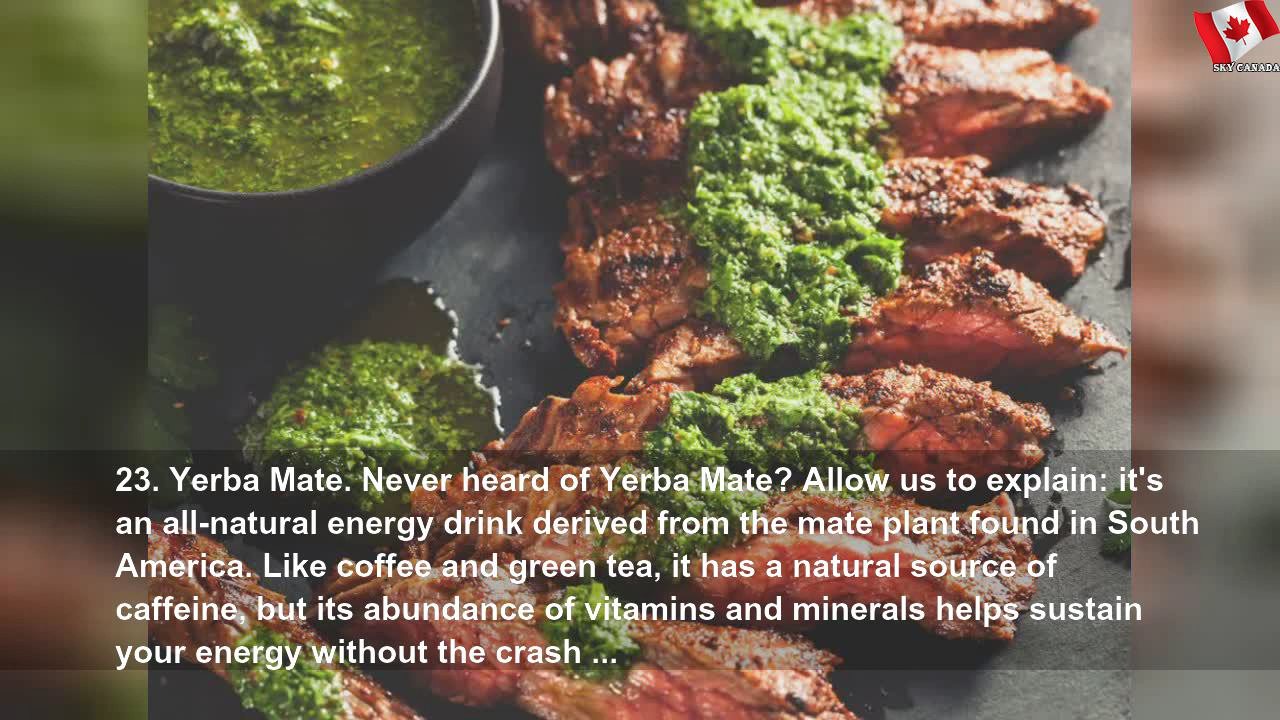 SKY CANADA
23. Yerba Mate. Never heard of Yerba Mate? Allow us to explain: it's
an all-natural energy drink derived from the mate plant found in South
America. Like coffee and green tea, it has a natural source of
caffeine, but its abundance of vitamins and minerals helps sustain
your energy without the crash ...